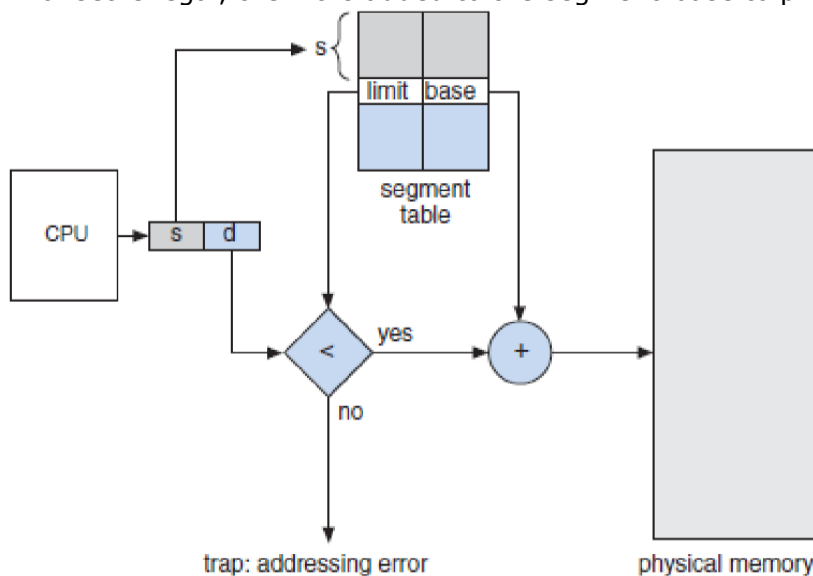 s
limit base
segment
table
CPU
s d
<
yes
+
no
trap: addressing error
physical memory